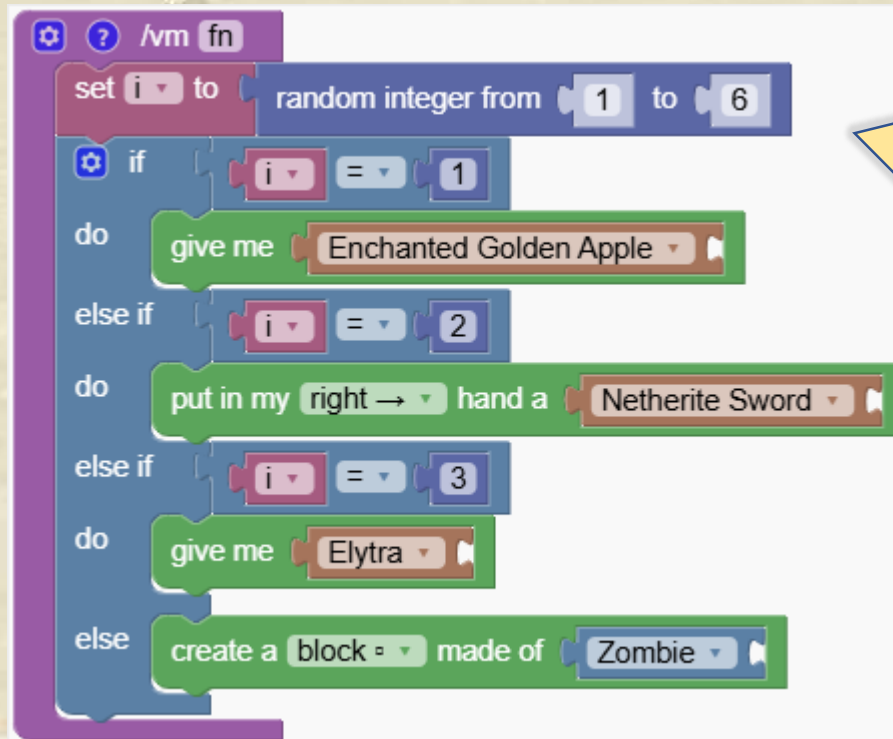 ? /vm fn
set i to random integer from 1 to 6
if i = 1
do give me Enchanted Golden Apple
else if i = 2
do put in my right → hand a Netherite Sword
else if i = 3
do give me Elytra
else create a block made of Zombie